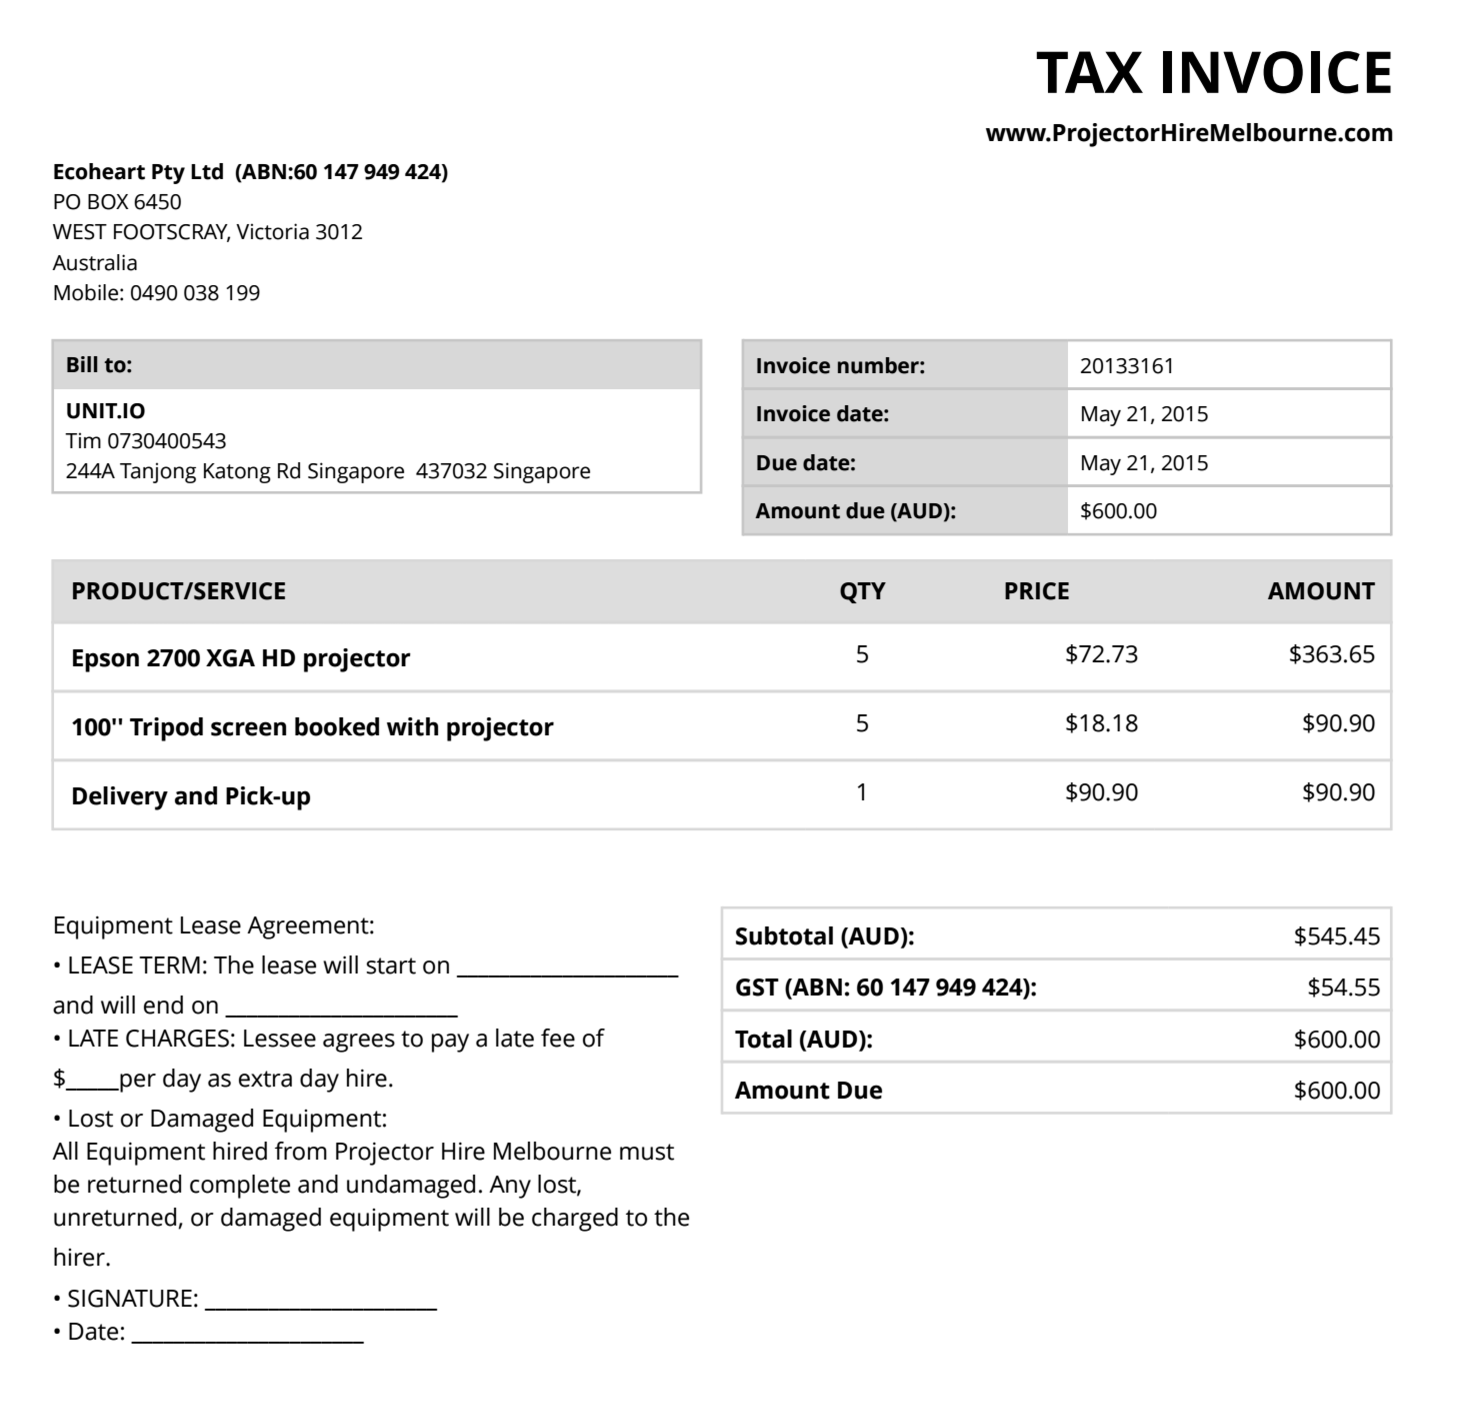 TAX INVOICE
www.ProjectorHireMelbourne.com
Ecoheart Pty Ltd  (ABN:60 147 949 424)
PO BOX 6450
WEST FOOTSCRAY, Victoria 3012
Australia
Mobile: 0490 038 199
Bill to:
UNIT.IO
Tim 0730400543
244A Tanjong Katong Rd Singapore  437032 Singapore
Invoice number: 20133161
Invoice date: May 21, 2015
Due date: May 21, 2015
Amount due (AUD): $600.00
PRODUCT/SERVICE QTY PRICE AMOUNT
Epson 2700 XGA HD projector 5 $72.73 $363.65
100'' Tripod screen booked with projector 5 $18.18 $90.90
Delivery and Pick-up 1 $90.90 $90.90
Equipment Lease Agreement:
• LEASE TERM: The lease will start on _____________________
and will end on ______________________
• LATE CHARGES: Lessee agrees to pay a late fee of
$_____per day as extra day hire.
• Lost or Damaged Equipment:
All Equipment hired from Projector Hire Melbourne must
be returned complete and undamaged. Any lost,
unreturned, or damaged equipment will be charged to the
hirer.
• SIGNATURE: ______________________
• Date: ______________________
Subtotal (AUD): $545.45
GST (ABN: 60 147 949 424): $54.55
Total (AUD): $600.00
Amount Due $600.00